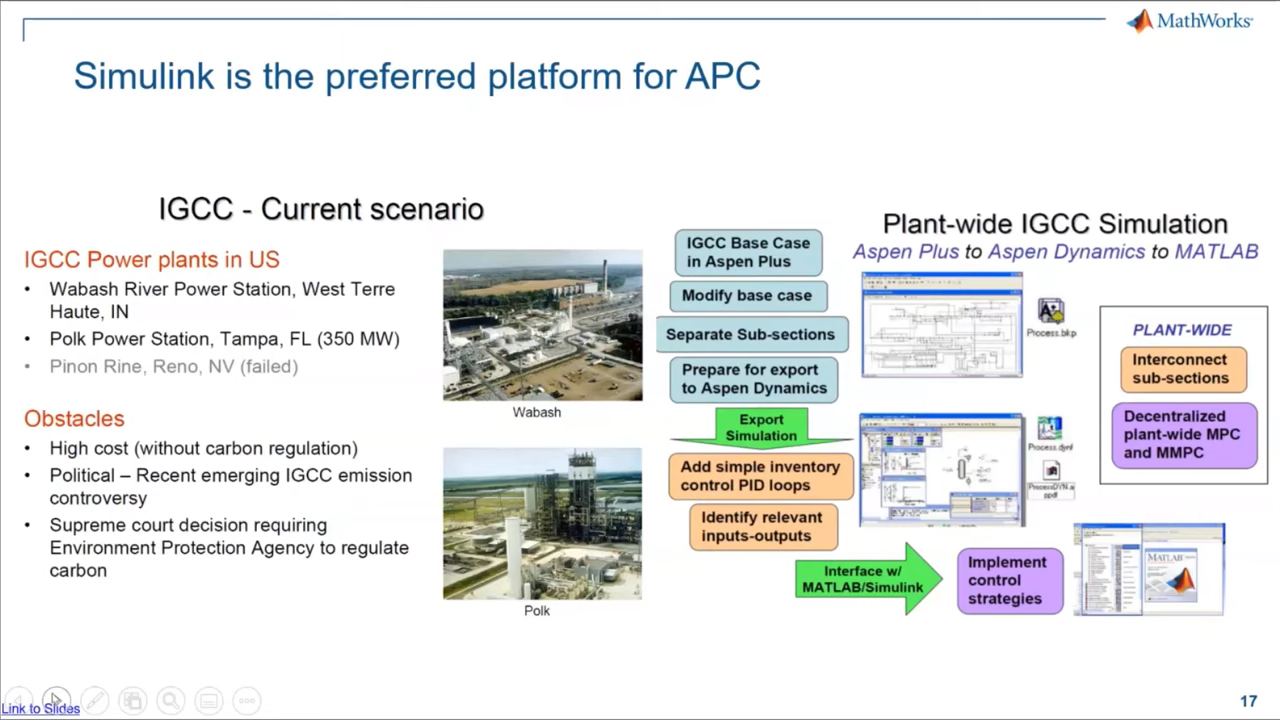 MathWorks
Simulink is the preferred platform for APC
IGCC - Current scenario
IGCC Power plants in US
• Wabash River Power Station, West Terre
Haute, IN
• Polk Power Station, Tampa, FL (350 MW)
• Pinon Rine, Reno, NV (failed)
Obstacles
• High cost (without carbon regulation)
• Political – Recent emerging IGCC emission
controversy
• Supreme court decision requiring
Environment Protection Agency to regulate
carbon
Wabash
Polk
IGCC Base Case
in Aspen Plus
Modify base case
Separate Sub-sections
Prepare for export
to Aspen Dynamics
Export
Simulation
Add simple inventory
control PID loops
Identify relevant
inputs-outputs
Interface w/
MATLAB/Simulink
Implement
control
strategies
Plant-wide IGCC Simulation
Aspen Plus to Aspen Dynamics to MATLAB
Process.bkp
Process.dynf
ProcessDYN.a
ppdf
MATLAB
PLANT-WIDE
Interconnect
sub-sections
Decentralized
plant-wide MPC
and MMPC
Link to Slides
17